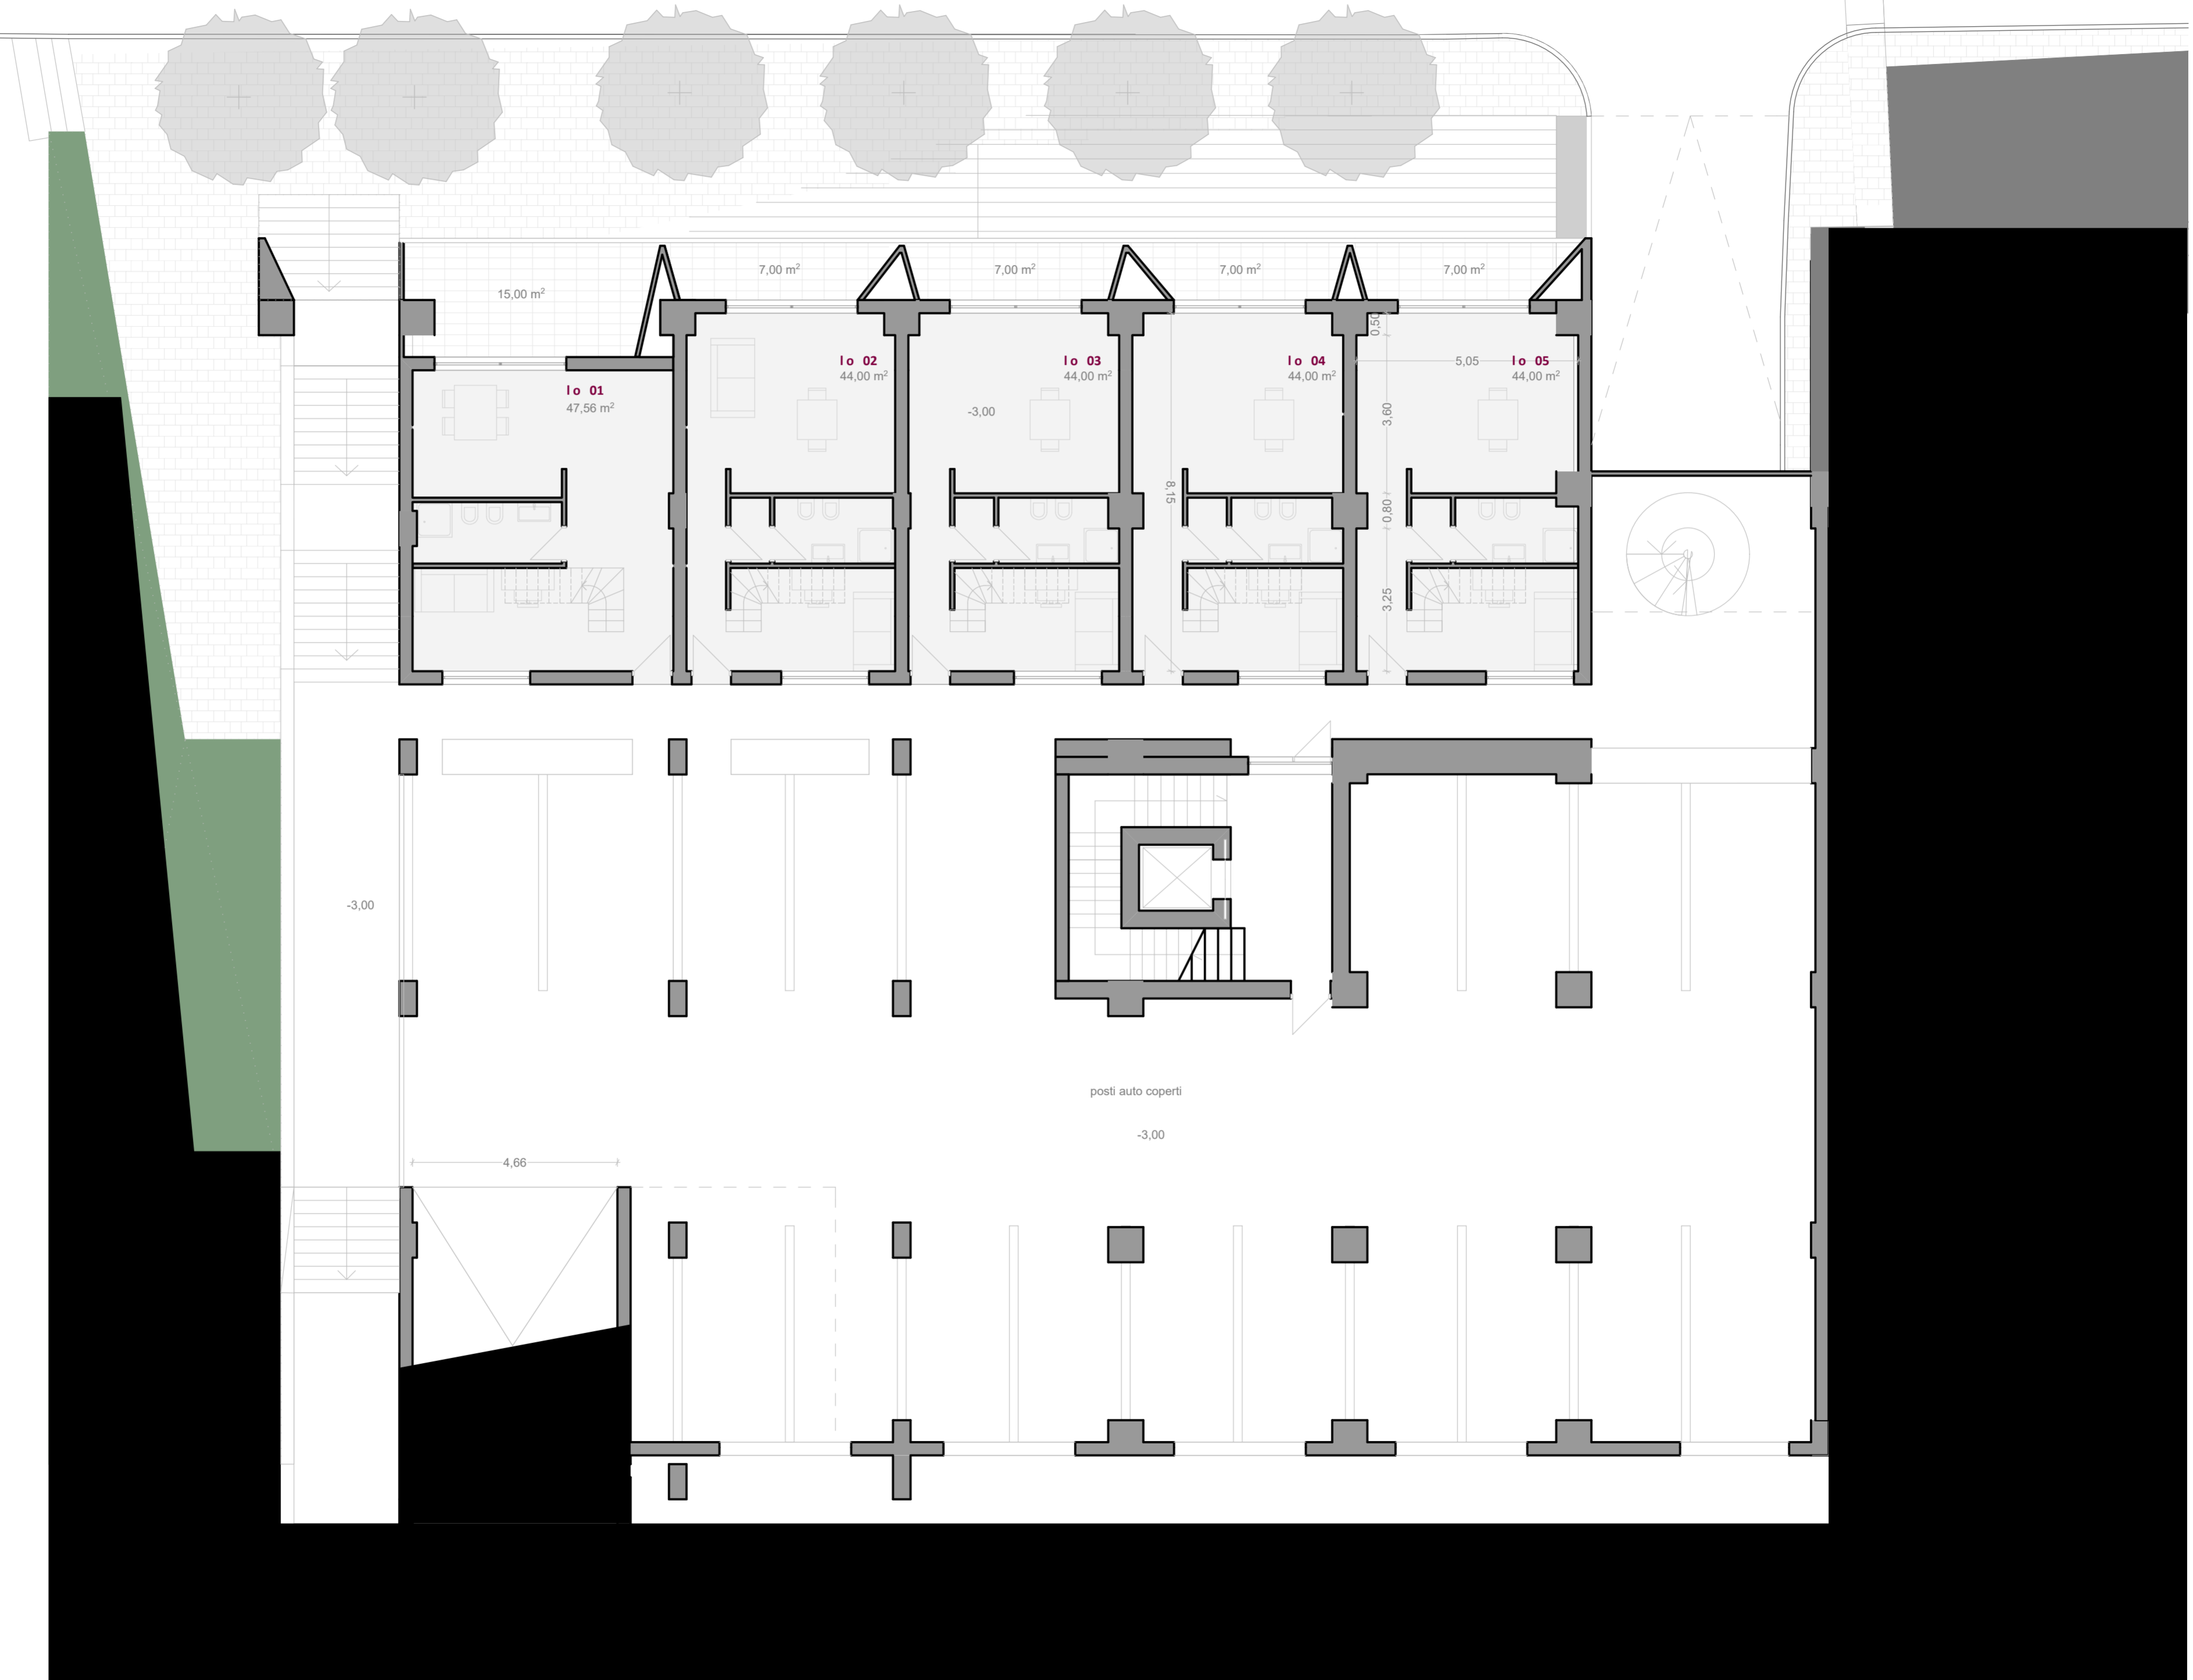 7,00 m²
7,00 m²
7,00 m²
7,00 m²
15,00 m²
0,50
lo 02
44,00 m²
lo 03
44,00 m²
lo 04
44,00 m²
5,05
lo 05
44,00 m²
lo 01
47,56 m²
-3,00
3,60
8,15
0,80
3,25
-3,00
posti auto coperti
-3,00
4,66